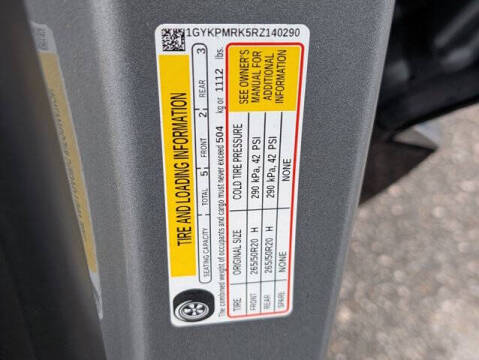 1GYKPMRK5RZ140290
TIRE AND LOADING INFORMATION
SEATING CAPACITY TOTAL 5 FRONT 2 REAR 3
The combined weight of occupants and cargo must never exceed 504 kg or 1112 lbs.
TIRE ORIGINAL SIZE COLD TIRE PRESSURE
FRONT 265/50R20 H 290 kPa, 42 PSI
REAR 265/50R20 H 290 kPa, 42 PSI
SPARE NONE NONE
SEE OWNER'S
MANUAL FOR
ADDITIONAL
INFORMATION